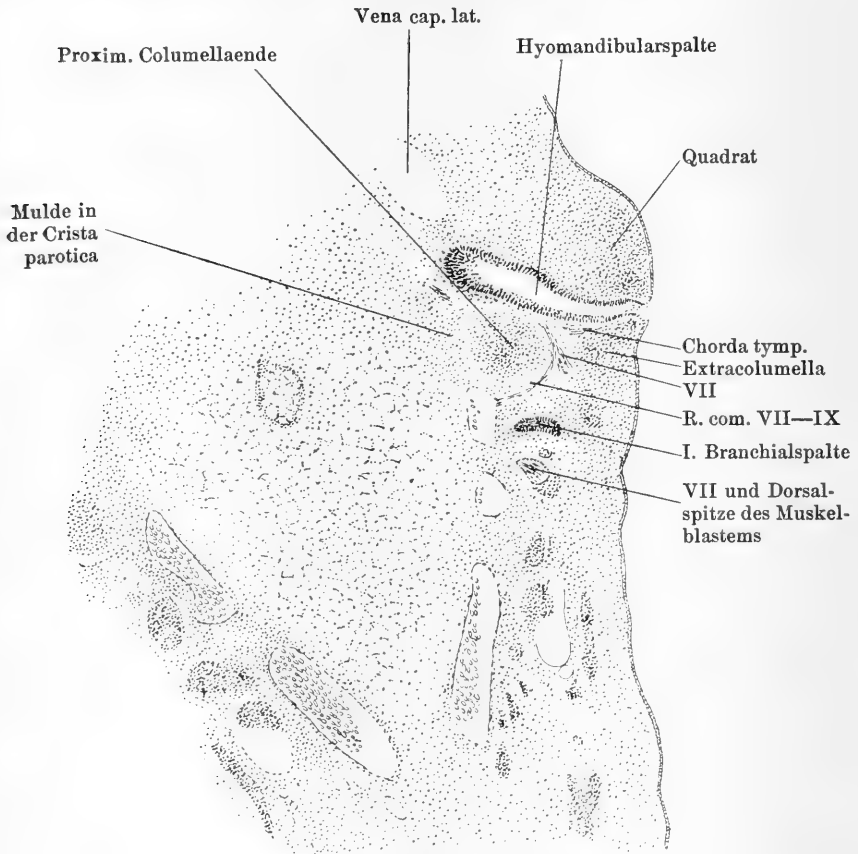 Vena cap. lat.
Proxim. Columellaende
Hyomandibularspalte
Quadrat
Mulde in
der Crista
parotica
Chorda tymp.
Extracolumella
VII
R. com. VII—IX
I. Branchialspalte
VII und Dorsal-
spitze des Muskel-
blastems